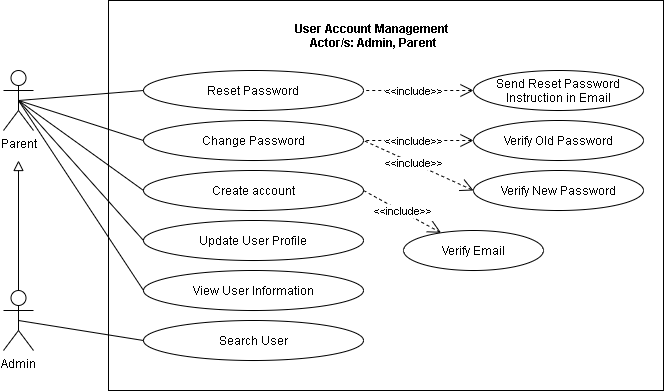 User Account Management
Actor/s: Admin, Parent
Reset Password
<<include>>
Send Reset Password
Instruction in Email
Parent
Change Password
<<include>>
Verify Old Password
<<include>>
Create account
Verify New Password
<<include>>
Update User Profile
Verify Email
View User Information
Search User
Admin